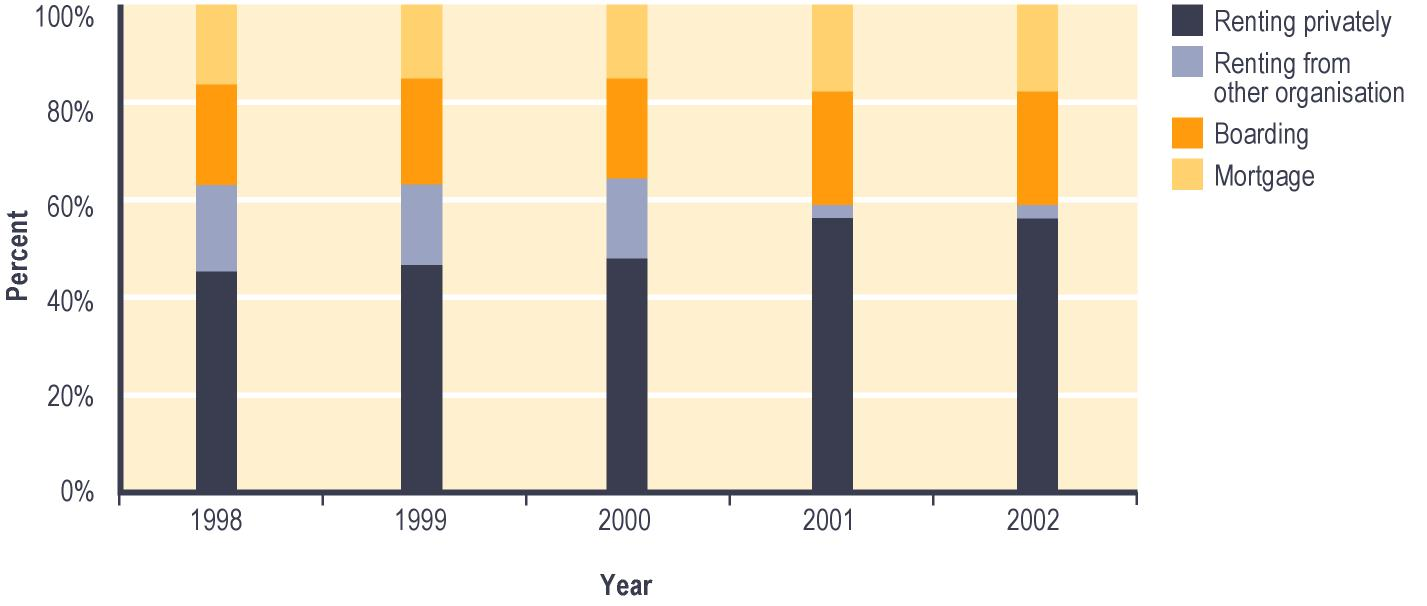 100%
80%
60%
40%
20%
0%
Percent
1998
1999
2000
2001
2002
Year
Renting privately
Renting from
other organisation
Boarding
Mortgage